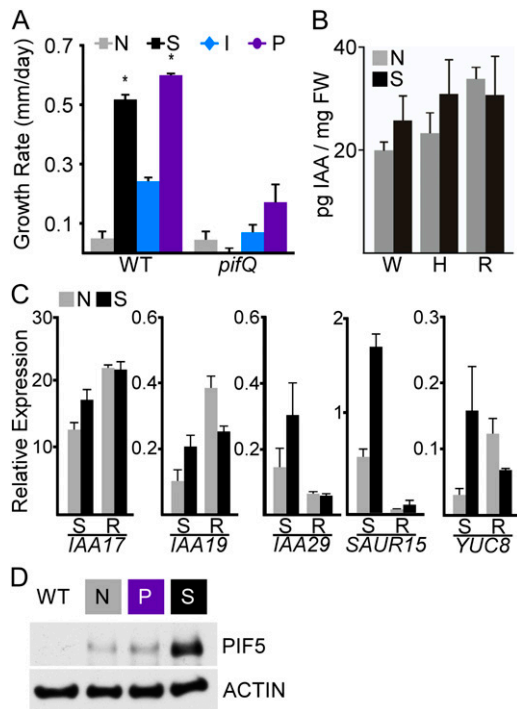 A
N S I P
Growth Rate (mm/day)
0.7
0.5
0.3
0.1
* *
WT pifQ
B
pg IAA / mg FW
40
20
N
S
W H R
C
N S
Relative Expression
30
20
10
S R
IAA17
0.6
0.4
0.2
S R
IAA19
0.6
0.4
0.2
S R
IAA29
2
1
S R
SAUR15
0.3
0.2
0.1
S R
YUC8
D
WT N P S
PIF5
ACTIN